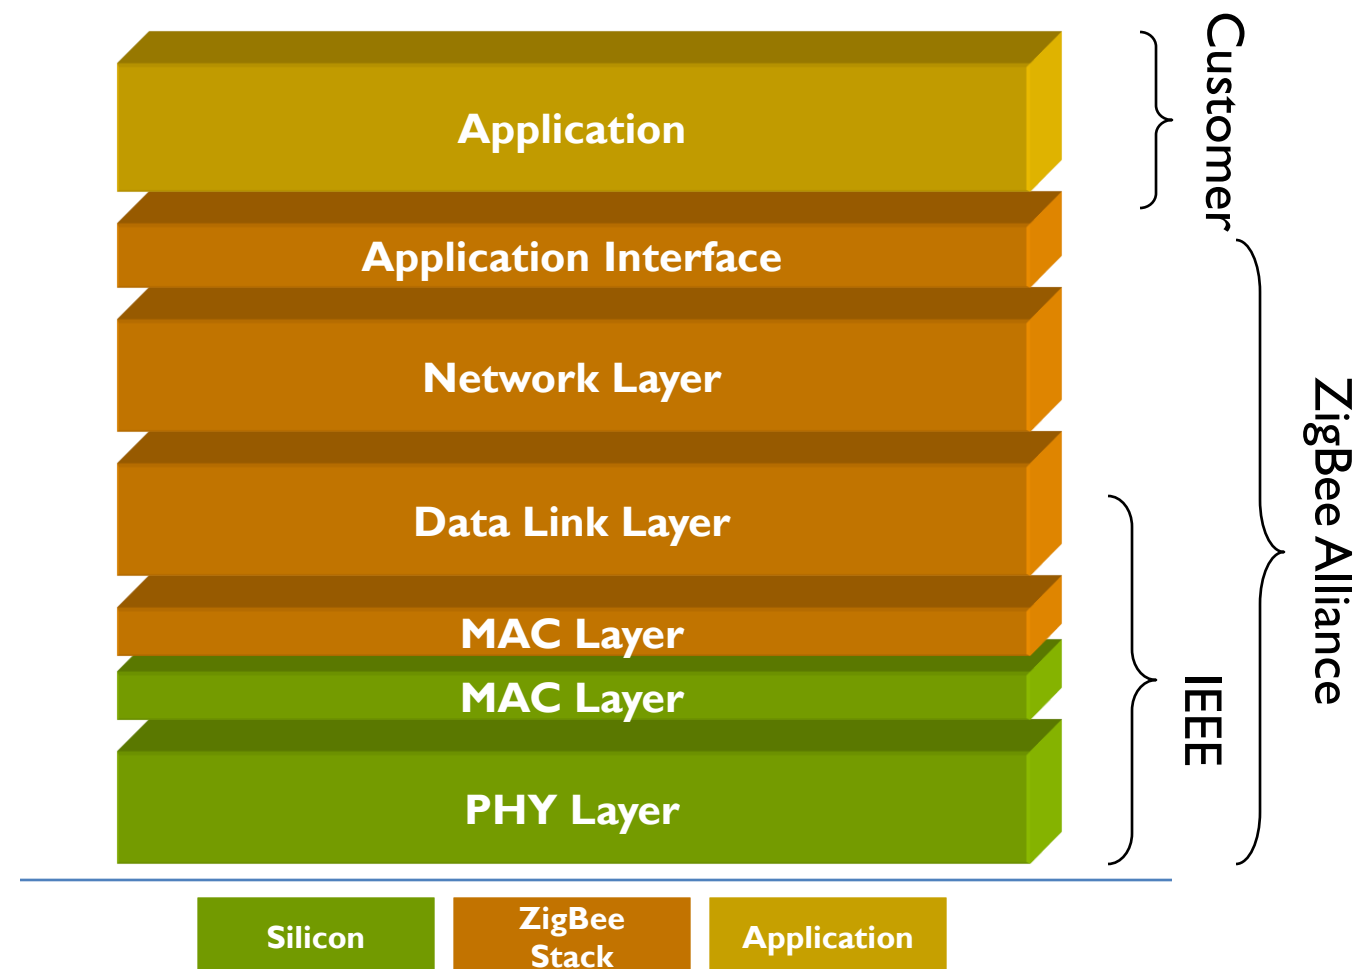 Application
Application Interface
Network Layer
Data Link Layer
MAC Layer
MAC Layer
PHY Layer
Customer
ZigBee Alliance
IEEE
Silicon
ZigBee
Stack
Application